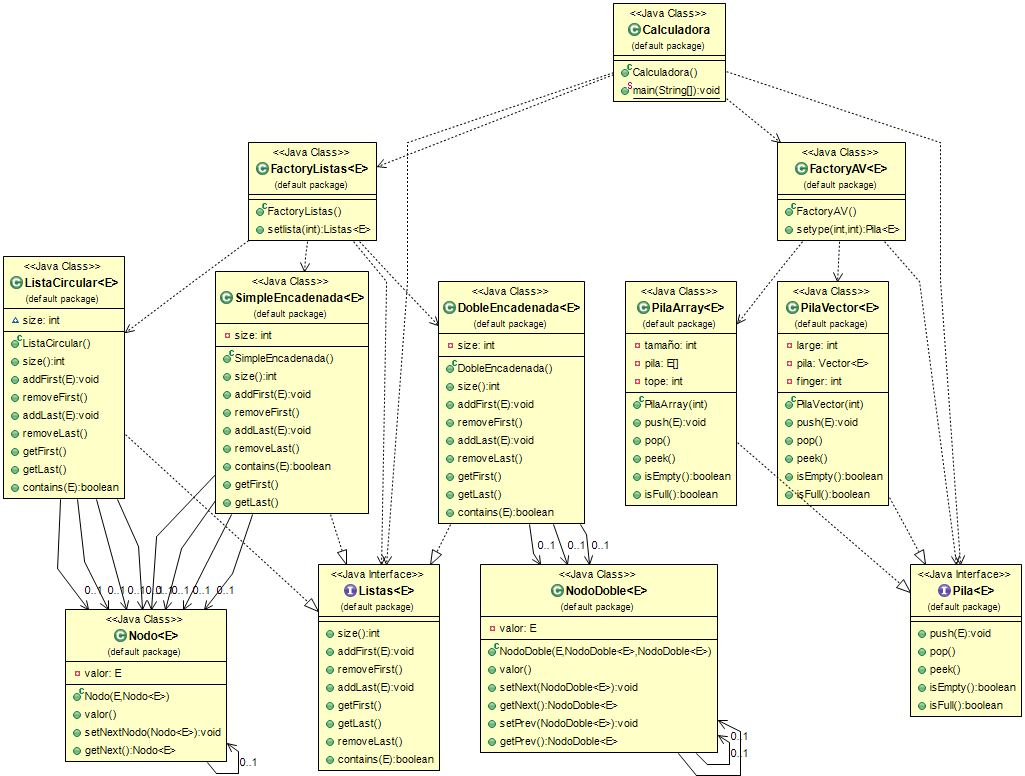 <<Java Class>>
Calculadora
(default package)
Calculadora()
main(String[]):void
<<Java Class>>
FactoryListas<E>
(default package)
FactoryListas()
setlista(int):Listas<E>
<<Java Class>>
FactoryAV<E>
(default package)
FactoryAV()
setype(int,int):Pila<E>
<<Java Class>>
ListaCircular<E>
(default package)
size: int
ListaCircular()
size():int
addFirst(E):void
removeFirst()
addLast(E):void
removeLast()
getFirst()
getLast()
contains(E):boolean
<<Java Class>>
SimpleEncadenada<E>
(default package)
size: int
SimpleEncadenada()
size():int
addFirst(E):void
removeFirst()
addLast(E):void
removeLast()
contains(E):boolean
getFirst()
getLast()
<<Java Class>>
DobleEncadenada<E>
(default package)
size: int
DobleEncadenada()
size():int
addFirst(E):void
removeFirst()
addLast(E):void
removeLast()
getFirst()
getLast()
contains(E):boolean
<<Java Class>>
PilaArray<E>
(default package)
tamaño: int
pila: E[]
tope: int
PilaArray(int)
push(E):void
pop()
peek()
isEmpty():boolean
isFull():boolean
<<Java Class>>
PilaVector<E>
(default package)
large: int
pila: Vector<E>
finger: int
PilaVector(int)
push(E):void
pop()
peek()
isEmpty():boolean
isFull():boolean
0..1 0..1 0..1
0..1 0..1 0..1 0..1 0..1
<<Java Class>>
Nodo<E>
(default package)
valor: E
Nodo(E,Nodo<E>)
valor()
setNextNodo(Nodo<E>):void
getNext():Nodo<E>
0..1
<<Java Interface>>
Listas<E>
(default package)
size():int
addFirst(E):void
removeFirst()
addLast(E):void
getFirst()
getLast()
removeLast()
contains(E):boolean
<<Java Class>>
NodoDoble<E>
(default package)
valor: E
NodoDoble(E,NodoDoble<E>,NodoDoble<E>)
valor()
setNext(NodoDoble<E>):void
getNext():NodoDoble<E>
setPrev(NodoDoble<E>):void
getPrev():NodoDoble<E>
0..1
0..1
<<Java Interface>>
Pila<E>
(default package)
push(E):void
pop()
peek()
isEmpty():boolean
isFull():boolean